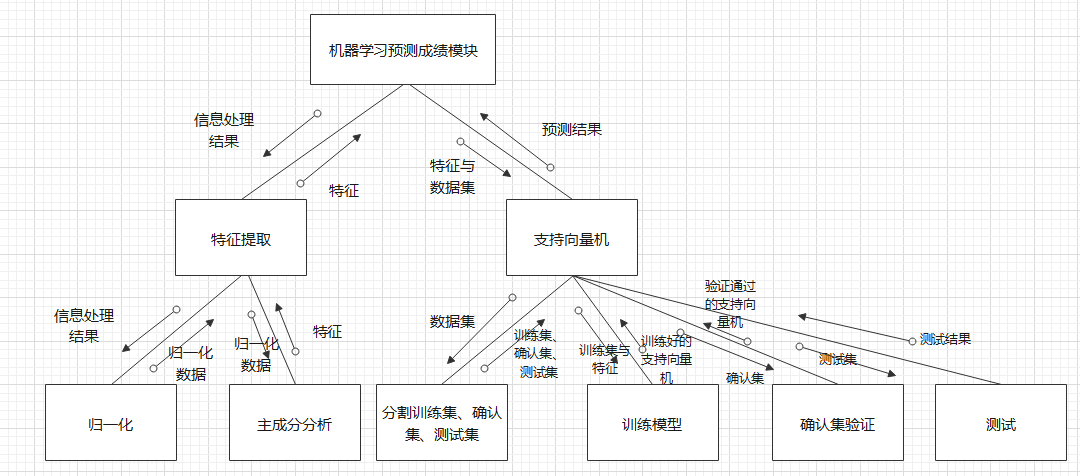 机器学习预测成绩模块
信息处理
结果
特征
特征与
数据集
预测结果
特征提取
支持向量机
信息处理
结果
归一化
数据
归一化
数据
特征
数据集
训练集、
确认集、
测试集
训练集与
特征
训练好的
支持向量
机
验证通过
的支持向
量机
确认集
测试集
测试结果
归一化
主成分分析
分割训练集、确认
集、测试集
训练模型
确认集验证
测试